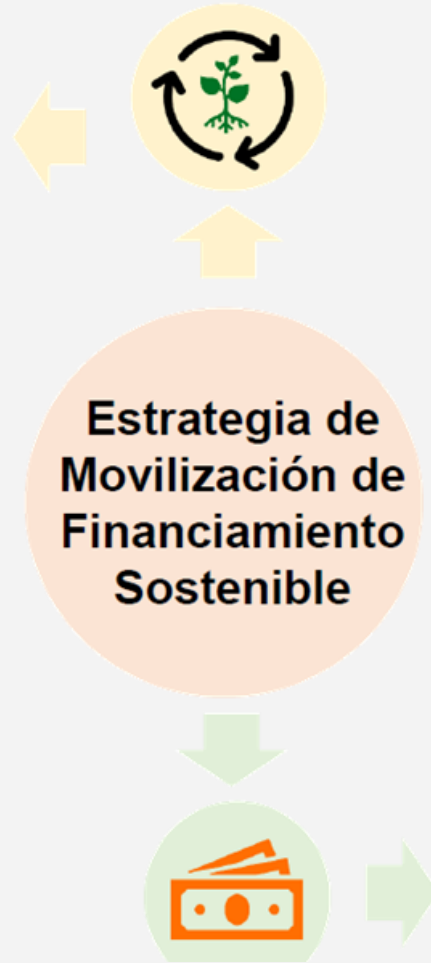 Estrategia de
Movilización de
Financiamiento
Sostenible